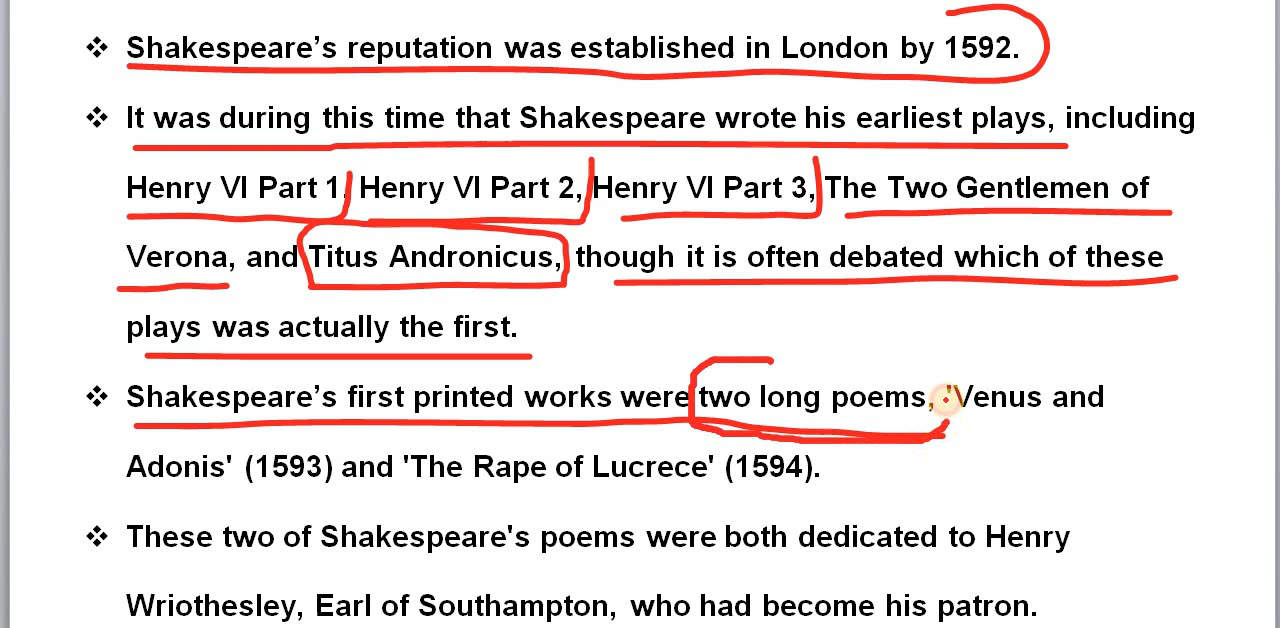 ❖ Shakespeare's reputation was established in London by 1592.
❖ It was during this time that Shakespeare wrote his earliest plays, including
Henry VI Part 1, Henry VI Part 2, Henry VI Part 3, The Two Gentlemen of
Verona, and Titus Andronicus, though it is often debated which of these
plays was actually the first.
❖ Shakespeare's first printed works were two long poems, 'Venus and
Adonis' (1593) and 'The Rape of Lucrece' (1594).
❖ These two of Shakespeare's poems were both dedicated to Henry
Wriothesley, Earl of Southampton, who had become his patron.